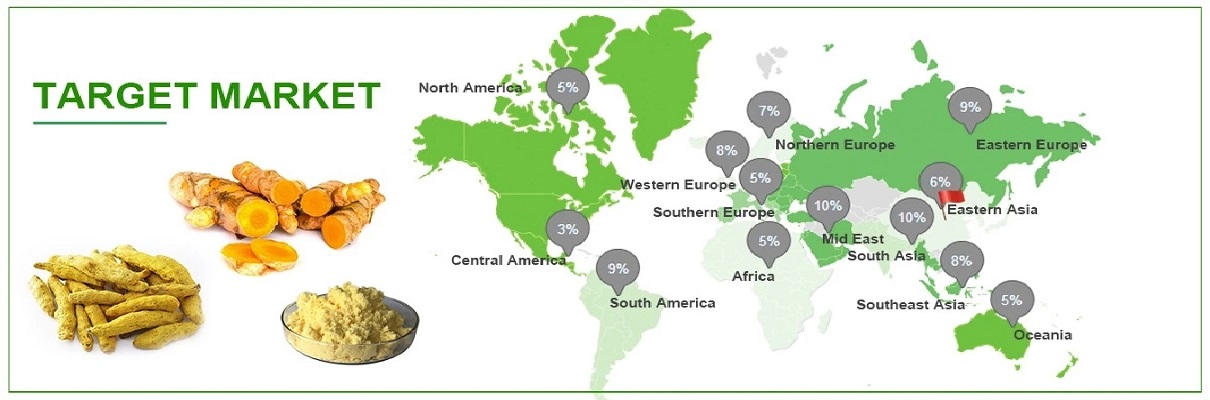 TARGET MARKET
North America
5%
7%
Northern Europe
9%
Eastern Europe
8%
Western Europe
5%
Southern Europe
6%
Eastern Asia
10%
Mid East
10%
South Asia
3%
Central America
5%
Africa
9%
South America
8%
Southeast Asia
5%
Oceania